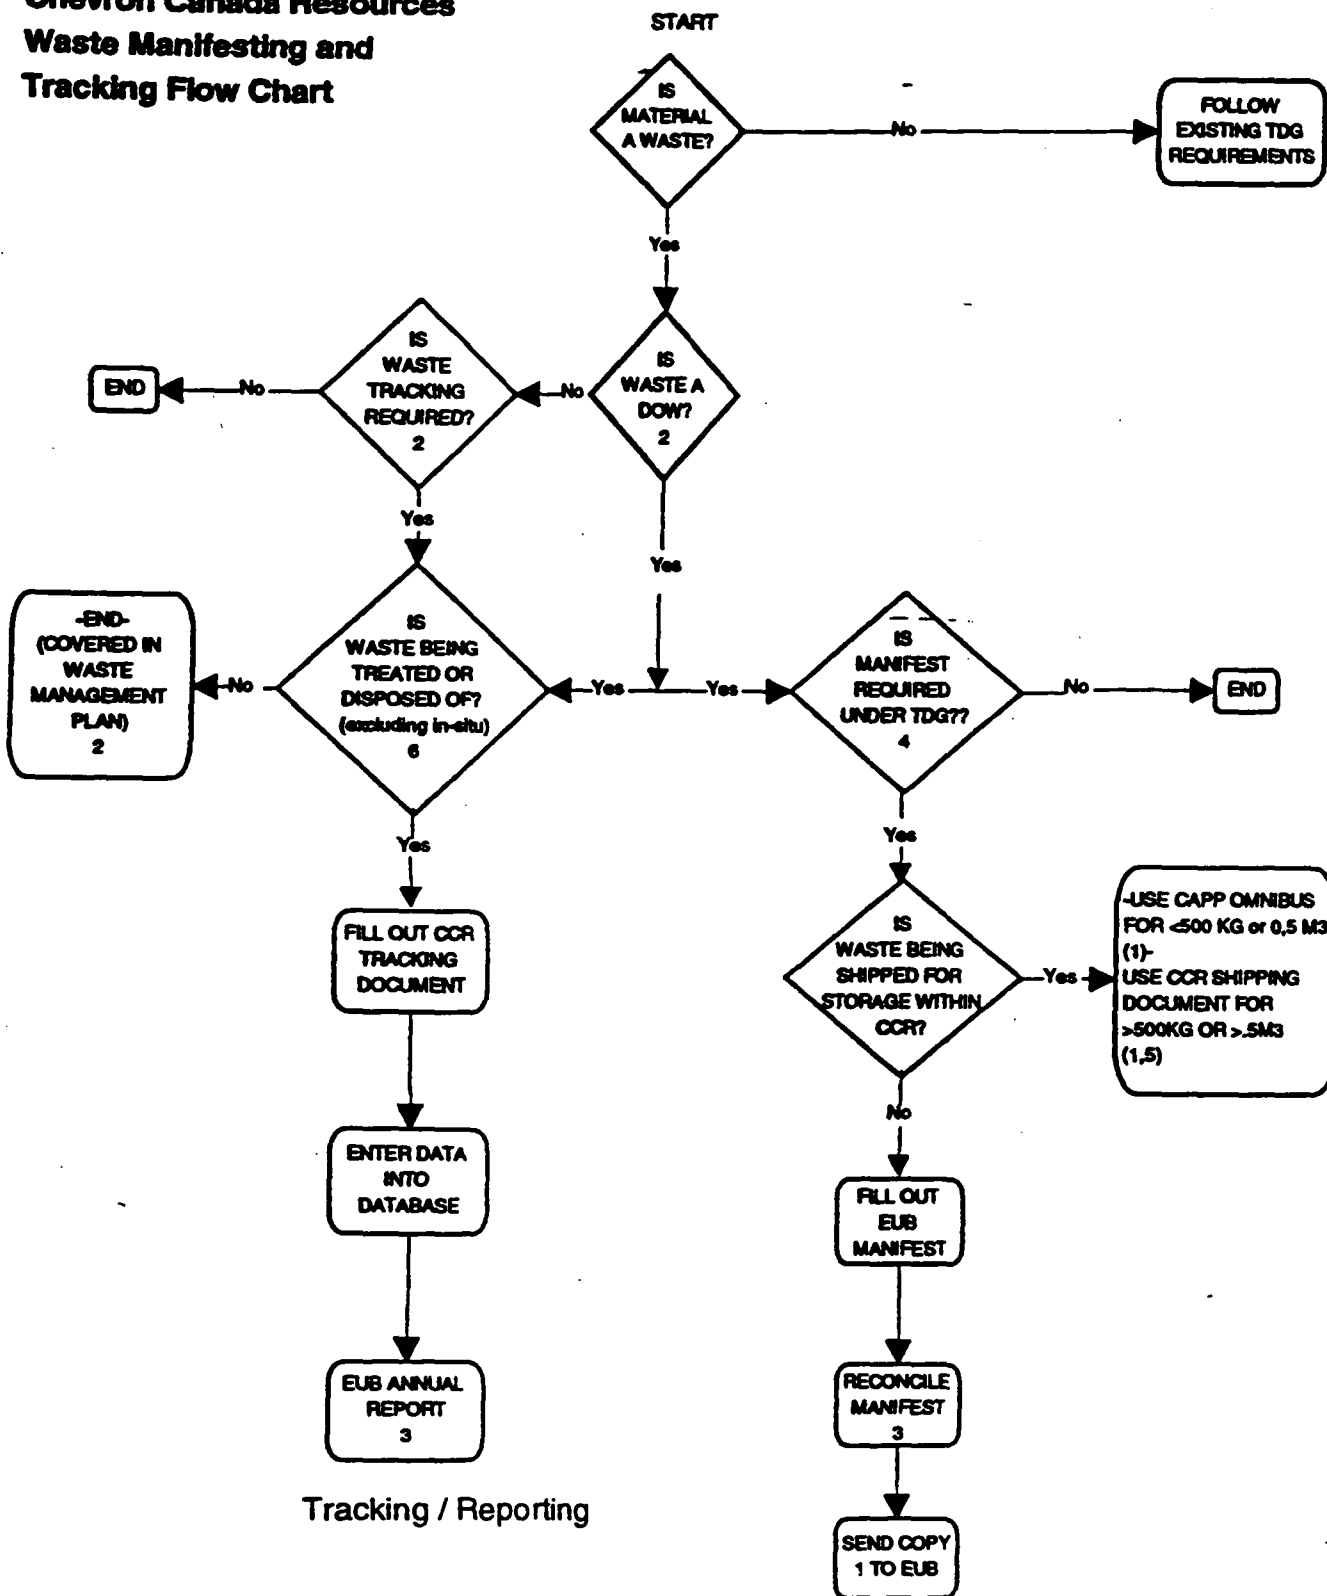 Chevron Canada Resources
Waste Manifesting and
Tracking Flow Chart
START
IS
MATERIAL
A WASTE?
No
FOLLOW
EXISTING TDG
REQUIREMENTS
Yes
IS
WASTE A
DOW?
2
No
IS
WASTE
TRACKING
REQUIRED?
2
No
END
Yes
Yes
IS
WASTE BEING
TREATED OR
DISPOSED OF?
(excluding in-situ)
6
No
-END-
(COVERED IN
WASTE
MANAGEMENT
PLAN)
2
Yes
Yes
IS
MANIFEST
REQUIRED
UNDER TDG??
4
No
END
Yes
FILL OUT CCR
TRACKING
DOCUMENT
ENTER DATA
INTO
DATABASE
EUB ANNUAL
REPORT
3
Tracking / Reporting
Yes
IS
WASTE BEING
SHIPPED FOR
STORAGE WITHIN
CCR?
Yes
-USE CAPP OMNIBUS
FOR <500 KG or 0,5 M3
(1)-
USE CCR SHIPPING
DOCUMENT FOR
>500KG OR >.5M3
(1,5)
No
FILL OUT
EUB
MANIFEST
RECONCILE
MANIFEST
3
SEND COPY
1 TO EUB